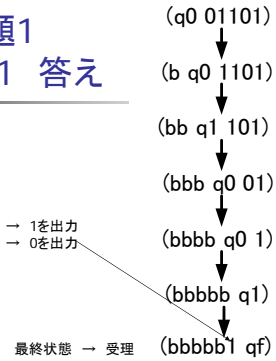 題1
1 答え
(q0 01101)
(b q0 1101)
(bb q1 101)
(bbb q0 01)
(bbbb q0 1)
(bbbbb q1)
(bbbbb1 qf)
→ 1を出力
→ 0を出力
最終状態 → 受理